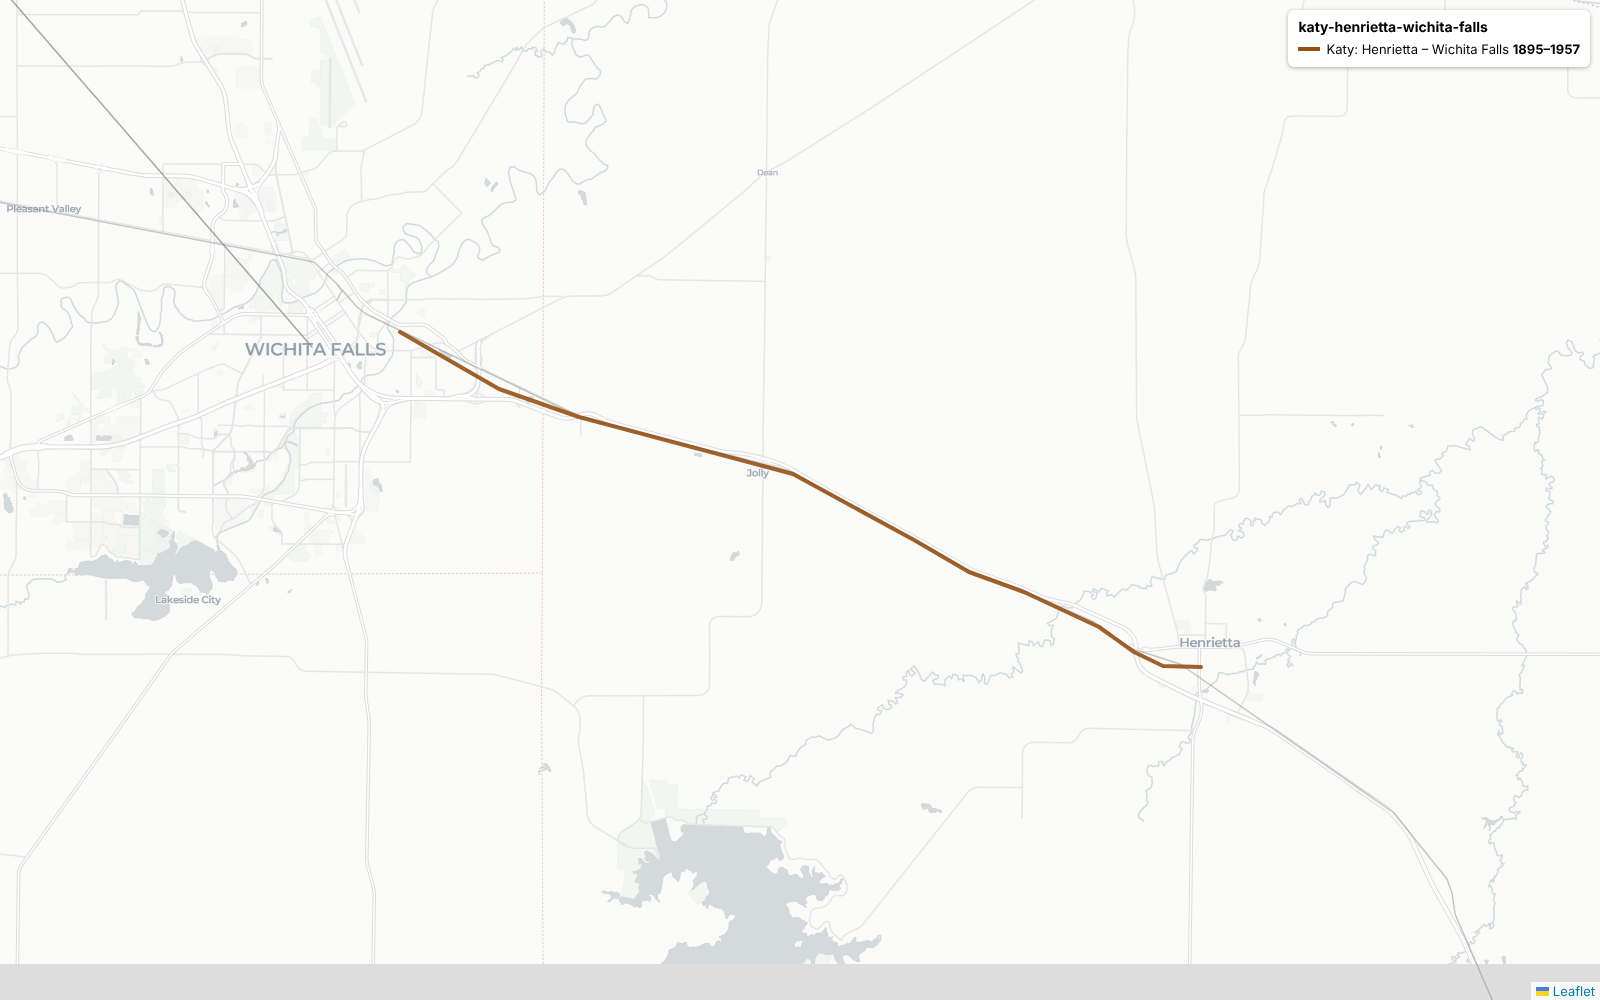 katy-henrietta-wichita-falls
Katy: Henrietta – Wichita Falls 1895–1957
Dean
Pleasant Valley
WICHITA FALLS
Jolly
Lakeside City
Henrietta
Leaflet